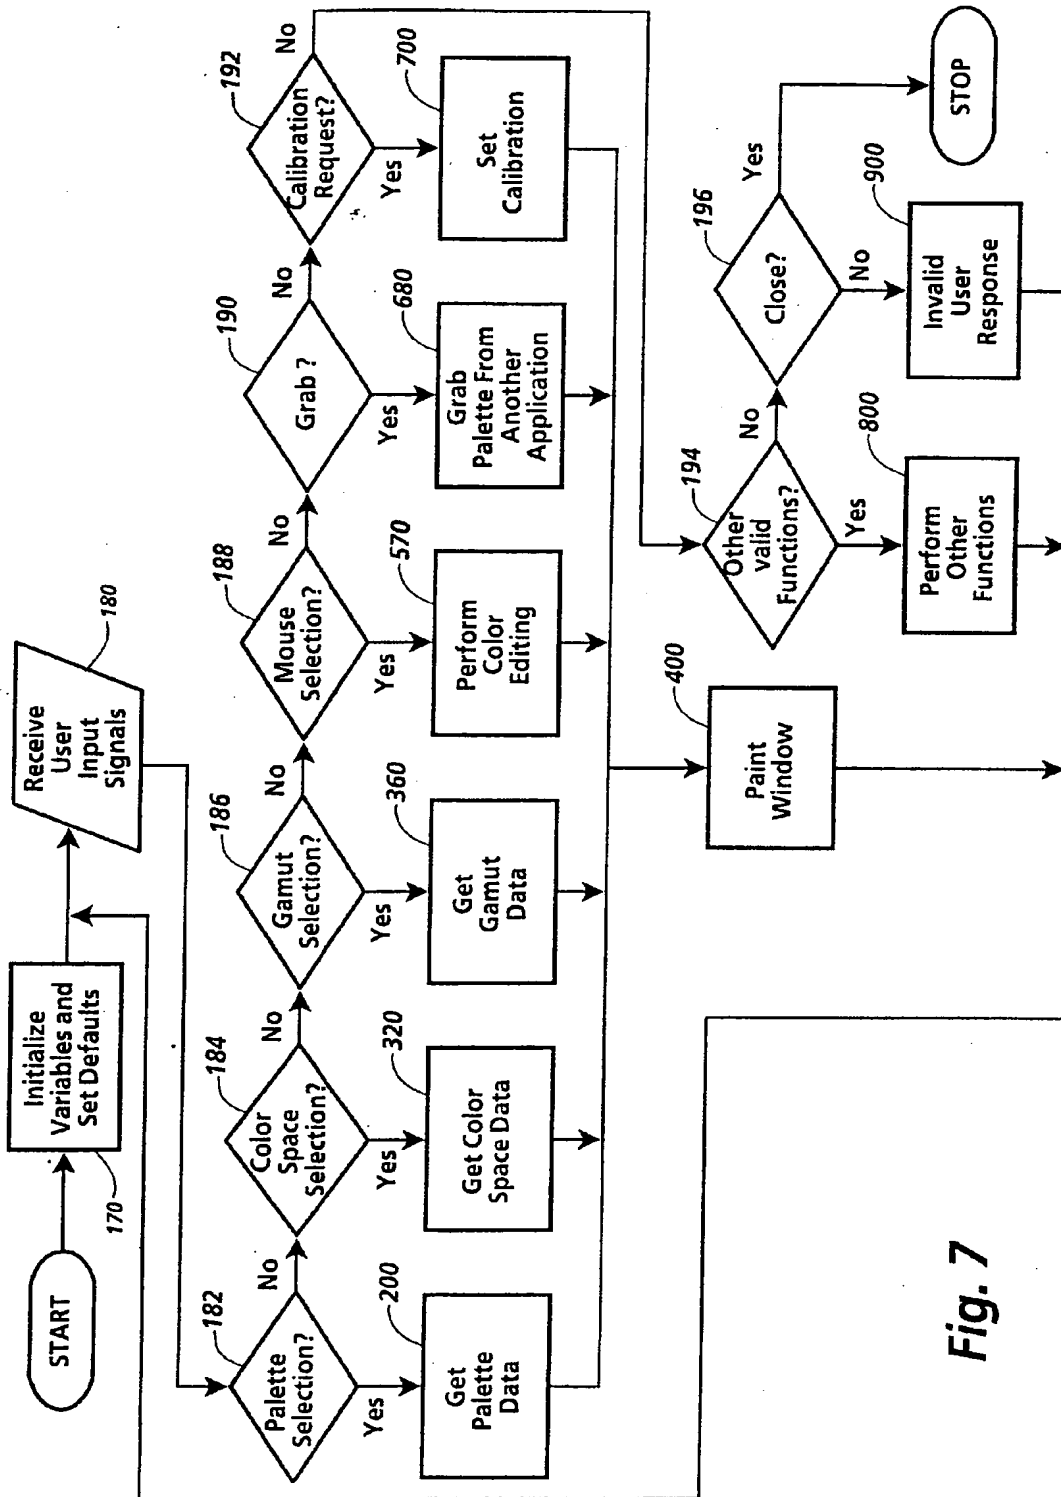 START
170
Initialize
Variables and
Set Defaults
180
Receive
User
Input
Signals
182
Palette
Selection?
No
Yes
184
Color
Space
Selection?
No
Yes
186
Gamut
Selection?
No
Yes
188
Mouse
Selection?
No
Yes
190
Grab ?
No
Yes
192
Calibration
Request?
No
Yes
200
Get
Palette
Data
320
Get Color
Space Data
360
Get
Gamut
Data
570
Perform
Color
Editing
680
Grab
Palette From
Another
Application
700
Set
Calibration
400
Paint
Window
194
Other
valid
Functions?
No
Yes
196
Close?
Yes
No
800
Perform
Other
Functions
900
Invalid
User
Response
STOP
Fig. 7